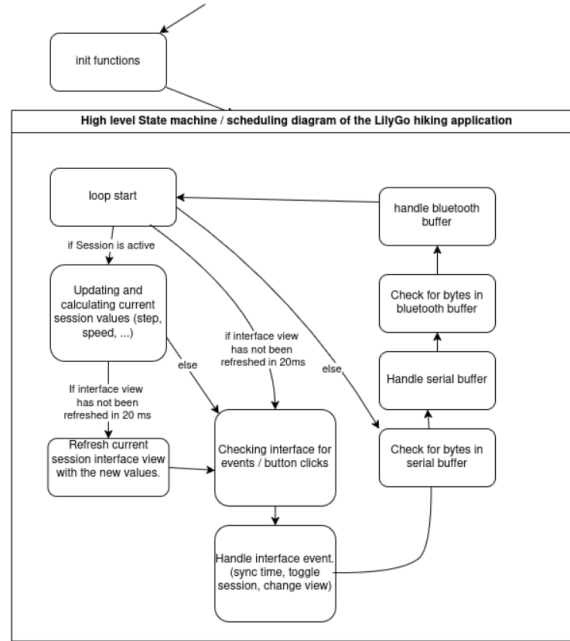 init functions
High level State machine / scheduling diagram of the LilyGo hiking application
loop start
handle bluetooth
buffer
if Session is active
Updating and
calculating current
session values (step,
speed, ...)
Check for bytes in
bluetooth buffer
if interface view
has not been
refreshed in 20ms
else
else
Handle serial buffer
If interface view
has not been
refreshed in 20 ms
Refresh current
session interface view
with the new values.
Checking interface for
events / button clicks
Check for bytes in
serial buffer
Handle interface event.
(sync time, toggle
session, change view)